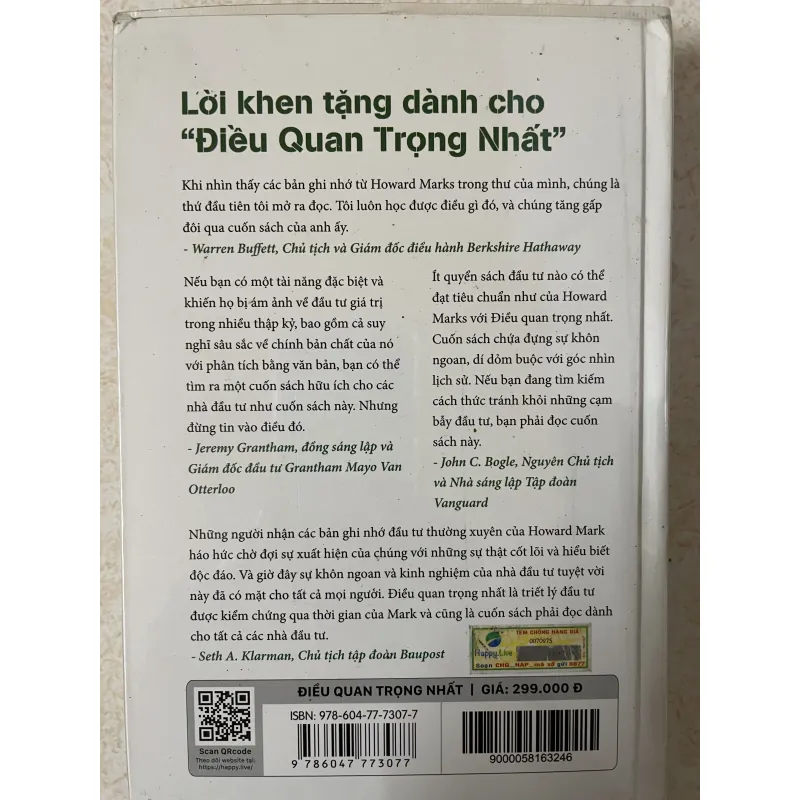 Lời khen tặng dành cho
“Điều Quan Trọng Nhất”
Khi nhìn thấy các bản ghi nhớ từ Howard Marks trong thư của mình, chúng là
thứ đầu tiên tôi mở ra đọc. Tôi luôn học được điều gì đó, và chúng tăng gấp
đôi qua cuốn sách của anh ấy.
- Warren Buffett, Chủ tịch và Giám đốc điều hành Berkshire Hathaway
Nếu bạn có một tài năng đặc biệt và
khiến họ bị ám ảnh về đầu tư giá trị
trong nhiều thập kỷ, bao gồm cả suy
nghĩ sâu sắc về chính bản chất của nó
với phân tích bằng văn bản, bạn có thể
tìm ra một cuốn sách hữu ích cho các
nhà đầu tư như cuốn sách này. Nhưng
đừng tin vào điều đó.
- Jeremy Grantham, đồng sáng lập và
Giám đốc đầu tư Grantham Mayo Van
Otterloo
Ít quyển sách đầu tư nào có thể
đạt tiêu chuẩn như của Howard
Marks với Điều quan trọng nhất.
Cuốn sách chứa đựng sự khôn
ngoan, dí dỏm buộc với góc nhìn
lịch sử. Nếu bạn đang tìm kiếm
cách thức tránh khỏi những cạm
bẫy đầu tư, bạn phải đọc cuốn
sách này.
- John C. Bogle, Nguyên Chủ tịch
và Nhà sáng lập Tập đoàn
Vanguard
Những người nhận các bản ghi nhớ đầu tư thường xuyên của Howard Mark
háo hức chờ đợi sự xuất hiện của chúng với những sự thật cốt lõi và hiểu biết
độc đáo. Và giờ đây sự khôn ngoan và kinh nghiệm của nhà đầu tư tuyệt vời
này đã có mặt cho tất cả mọi người. Điều quan trọng nhất là triết lý đầu tư
được kiểm chứng qua thời gian của Mark và cũng là cuốn sách phải đọc dành
cho tất cả các nhà đầu tư.
- Seth A. Klarman, Chủ tịch tập đoàn Baupost
TEM CHỐNG HÀNG GIẢ
0070975
Happy.Live
Soạn CHG_HAP_ mã số gửi 8077
ĐIỀU QUAN TRỌNG NHẤT | GIÁ: 299.000 Đ
Scan QRcode
Theo dõi website tại:
https://happy.live/
ISBN: 978-604-77-7307-7
9 786047 773077
9000058163246